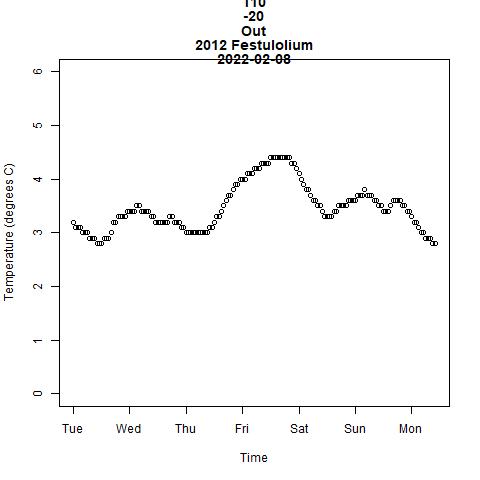 110
-20
Out
2012 Festulolium
2022-02-08
6
5
4
3
2
1
0
Temperature (degrees C)
Tue Wed Thu Fri Sat Sun Mon
Time